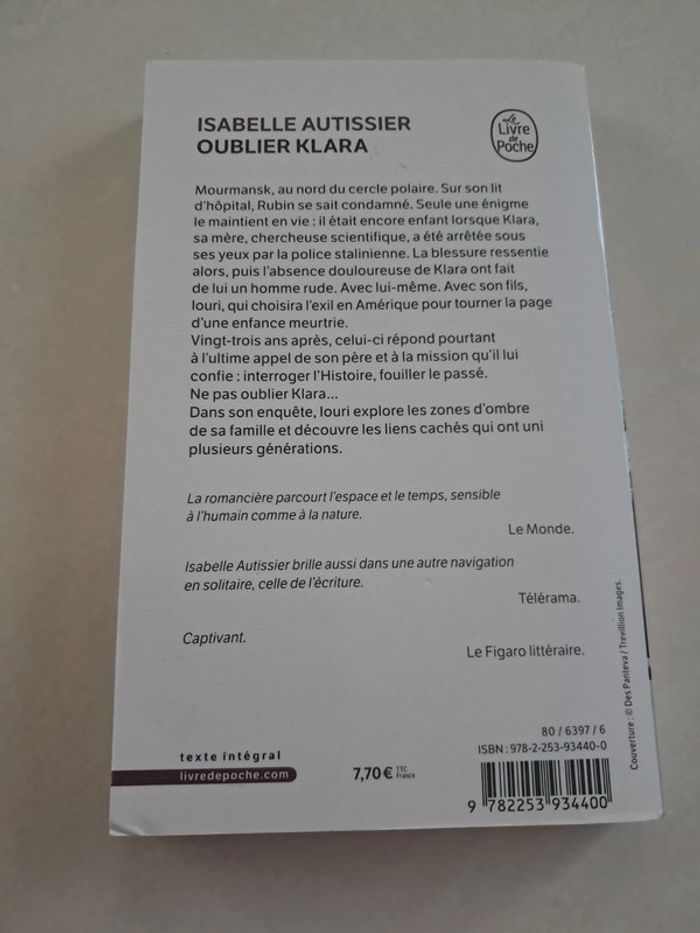 ISABELLE AUTISSIER
OUBLIER KLARA
Le
Livre
de
Poche
Mourmansk, au nord du cercle polaire. Sur son lit
d'hôpital, Rubin se sait condamné. Seule une énigme
le maintient en vie : il était encore enfant lorsque Klara,
sa mère, chercheuse scientifique, a été arrêtée sous
ses yeux par la police stalinienne. La blessure ressentie
alors, puis l'absence douloureuse de Klara ont fait
de lui un homme rude. Avec lui-même. Avec son fils,
Iouri, qui choisira l'exil en Amérique pour tourner la page
d'une enfance meurtrie.
Vingt-trois ans après, celui-ci répond pourtant
à l'ultime appel de son père et à la mission qu'il lui
confie : interroger l'Histoire, fouiller le passé.
Ne pas oublier Klara...
Dans son enquête, Iouri explore les zones d'ombre
de sa famille et découvre les liens cachés qui ont uni
plusieurs générations.
La romancière parcourt l'espace et le temps, sensible
à l'humain comme à la nature.
Le Monde.
Isabelle Autissier brille aussi dans une autre navigation
en solitaire, celle de l'écriture.
Télérama.
Captivant.
Le Figaro littéraire.
Couverture : © Des Panteva / Trevillion Images.
80 / 6397 / 6
ISBN : 978-2-253-93440-0
texte intégral
livredepoche.com
7,70 € TTC
France
9 782253 934400